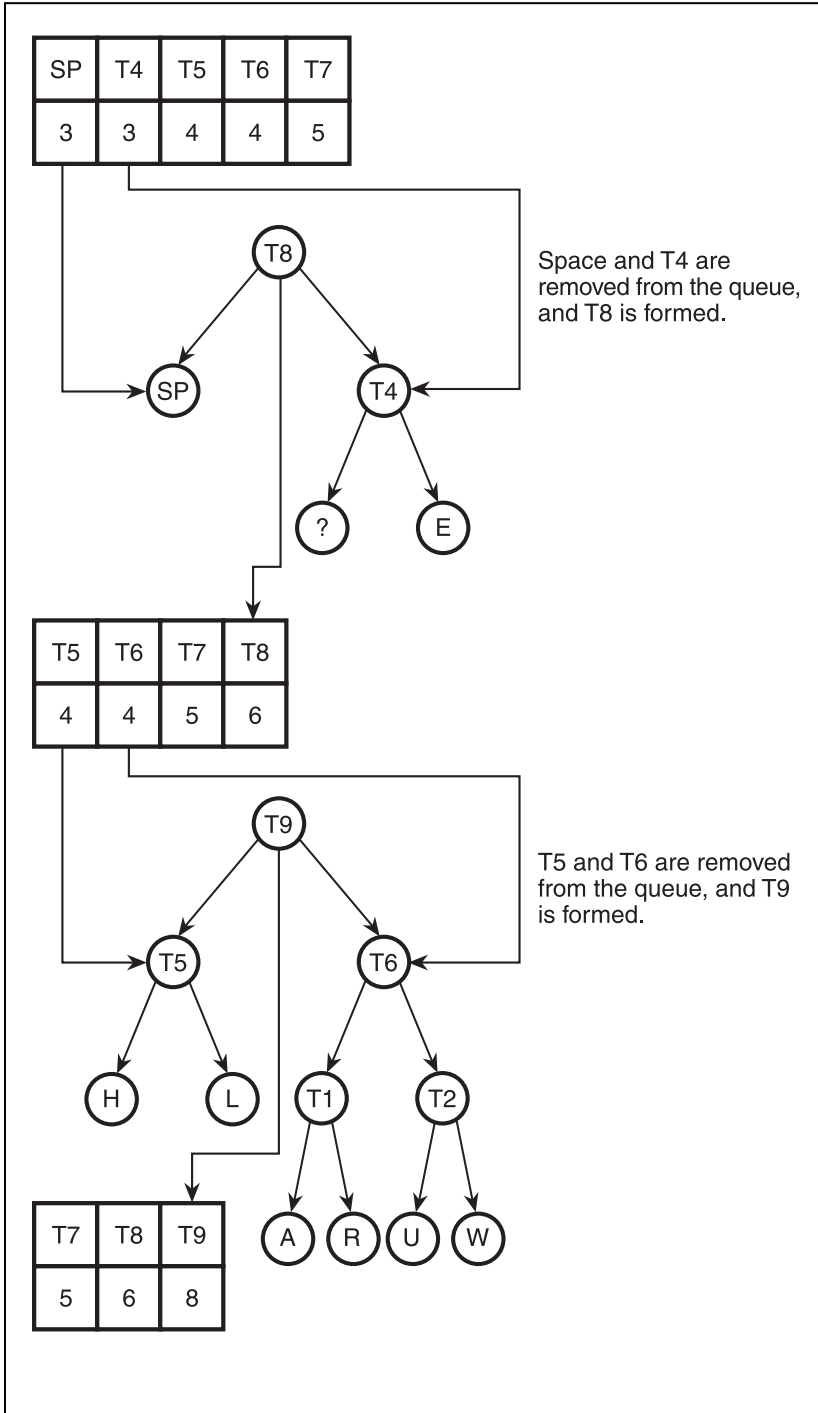 SP T4 T5 T6 T7
3 3 4 4 5
T8
Space and T4 are
removed from the queue,
and T8 is formed.
SP T4
? E
T5 T6 T7 T8
4 4 5 6
T9
T5 and T6 are removed
from the queue, and T9
is formed.
T5 T6
H L T1 T2
A R U W
T7 T8 T9
5 6 8